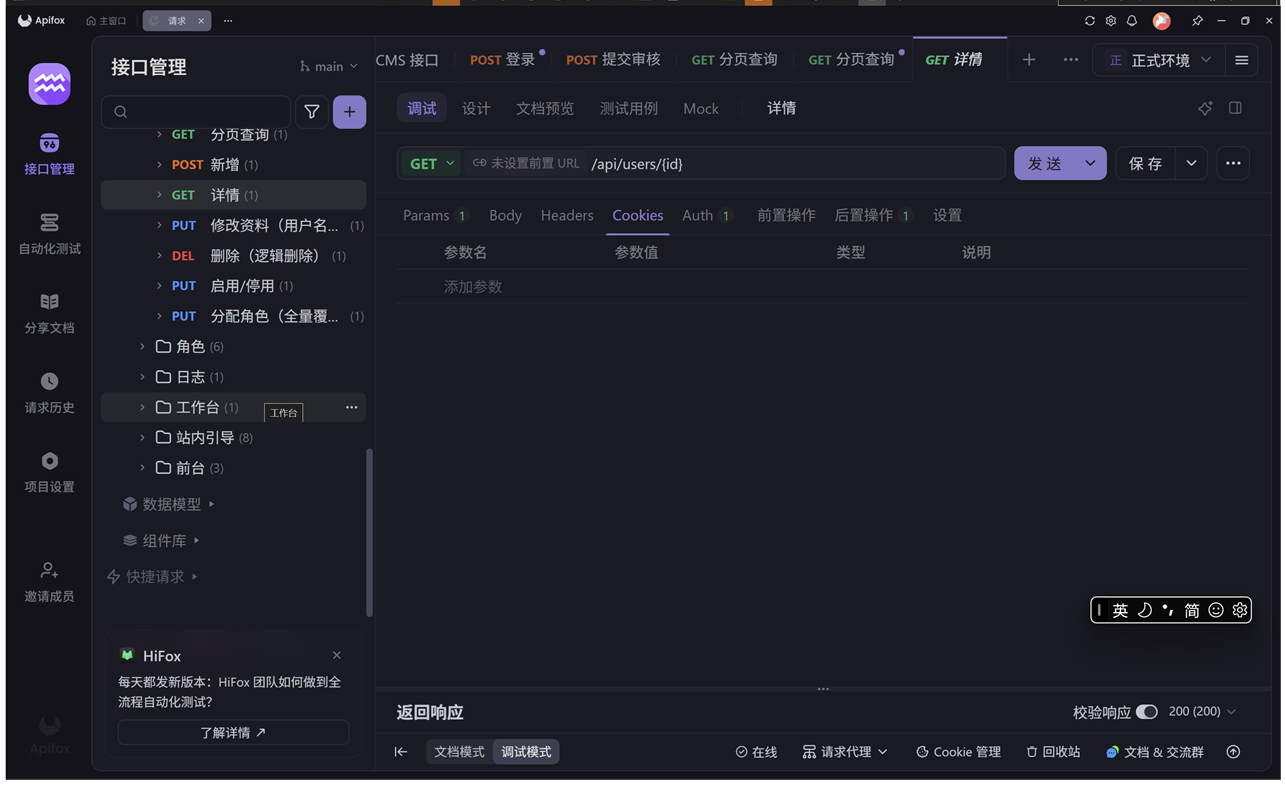 Apifox
主窗口
请求
接口管理
自动化测试
分享文档
请求历史
项目设置
邀请成员
Apifox
接口管理
main
GET 分页查询 (1)
POST 新增 (1)
GET 详情 (1)
PUT 修改资料（用户名... (1)
DEL 删除（逻辑删除） (1)
PUT 启用/停用 (1)
PUT 分配角色（全量覆... (1)
角色 (6)
日志 (1)
工作台 (1)
工作台
站内引导 (8)
前台 (3)
数据模型
组件库
快捷请求
HiFox
每天都发新版本：HiFox 团队如何做到全
流程自动化测试？
了解详情
CMS 接口 POST 登录 POST 提交审核 GET 分页查询 GET 分页查询 GET 详情
正 正式环境
调试 设计 文档预览 测试用例 Mock 详情
GET 未设置前置 URL /api/users/{id}
发送 保存
Params 1 Body Headers Cookies Auth 1 前置操作 后置操作 1 设置
参数名 参数值 类型 说明
添加参数
英 简
返回响应
校验响应 200 (200)
文档模式 调试模式
在线 请求代理 Cookie 管理 回收站 文档 & 交流群